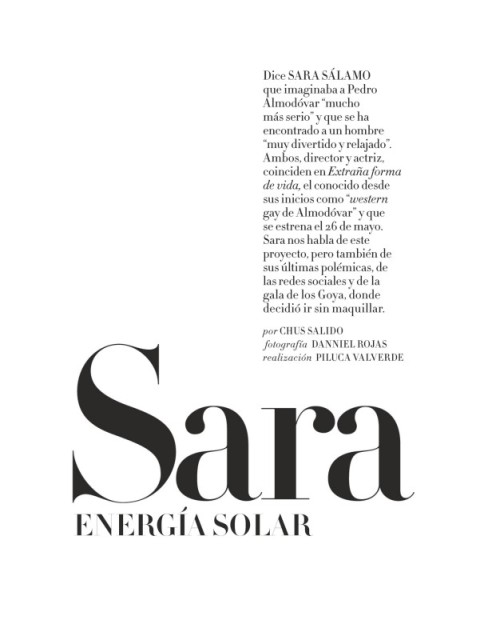 Dice SARA SÁLAMO
que imaginaba a Pedro
Almodóvar “mucho
más serio” y que se ha
encontrado a un hombre
“muy divertido y relajado”.
Ambos, director y actriz,
coinciden en Extraña forma
de vida, el conocido desde
sus inicios como “western
gay de Almodóvar” y que
se estrena el 26 de mayo.
Sara nos habla de este
proyecto, pero también de
sus últimas polémicas, de
las redes sociales y de la
gala de los Goya, donde
decidió ir sin maquillar.
por CHUS SALIDO
fotografía DANNIEL ROJAS
realización PILUCA VALVERDE
Sara
ENERGÍA SOLAR